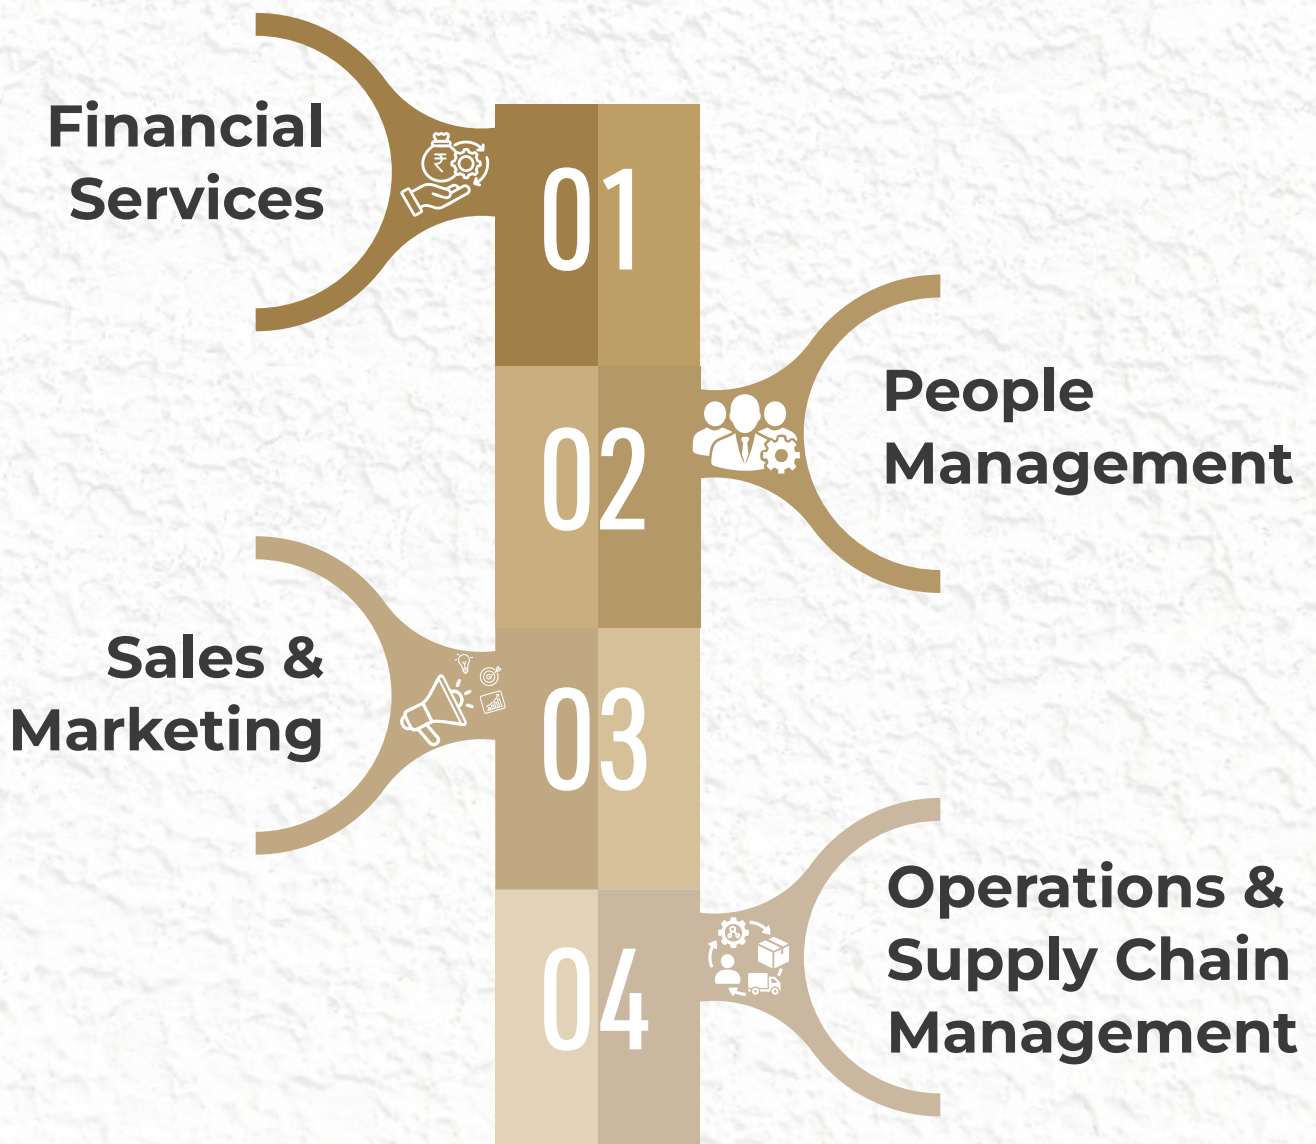 Financial
Services
01
People
Management
02
Sales &
Marketing
03
Operations &
Supply Chain
Management
04